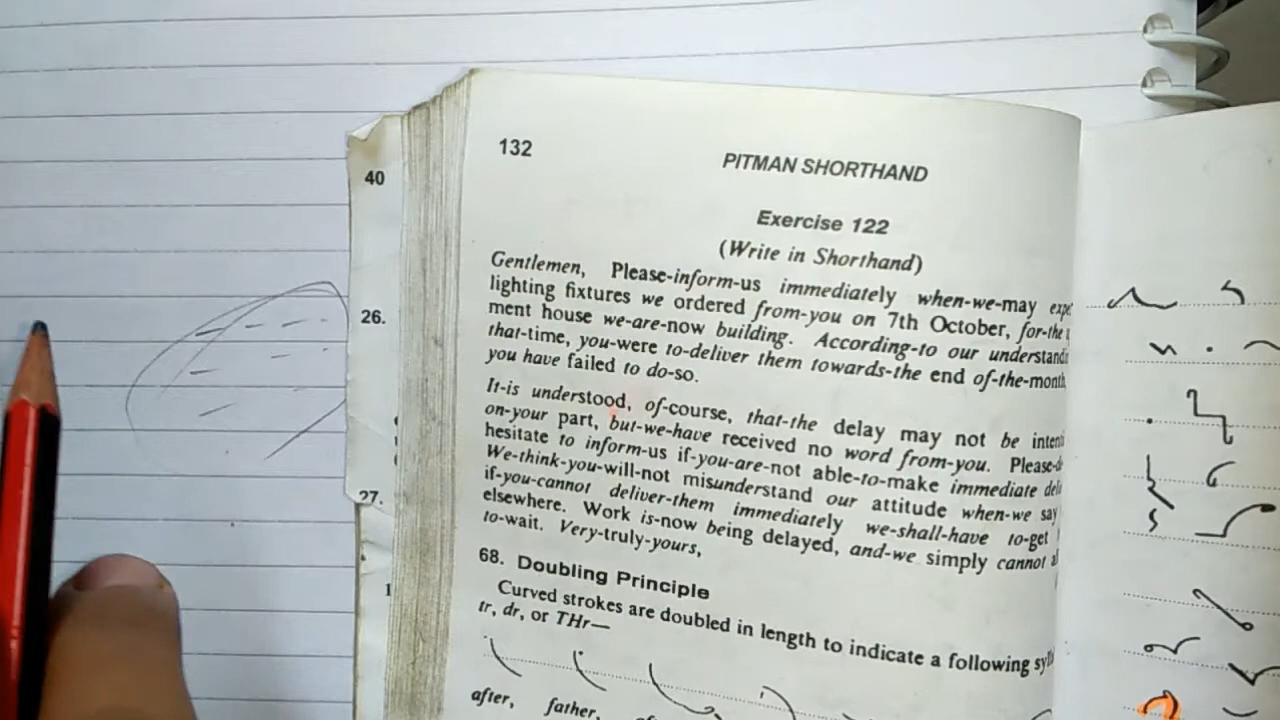 132
PITMAN SHORTHAND
40
Exercise 122
(Write in Shorthand)
Gentlemen, Please-inform-us immediately when-we-may
lighting fixtures we ordered from-you on 7th October, for-the
26.
ment house we-are-now building. According-to our
that-time, you-were to-deliver them towards-the end of-the-month,
you have failed to do-so.
It-is understood, of-course, that-the delay may not be
on-your part, but-we-have received no word from-you.
hesitate to inform-us if-you-are-not able-to-make immediate
We-think-you-will-not misunderstand our attitude when-we say
27.
if-you-cannot deliver-them immediately we-shall-have to-get
elsewhere. Work is-now being delayed, and-we simply cannot
to-wait. Very-truly-yours,
68. Doubling Principle
Curved strokes are doubled in length to indicate a following
tr, dr, or THr—
after, father,